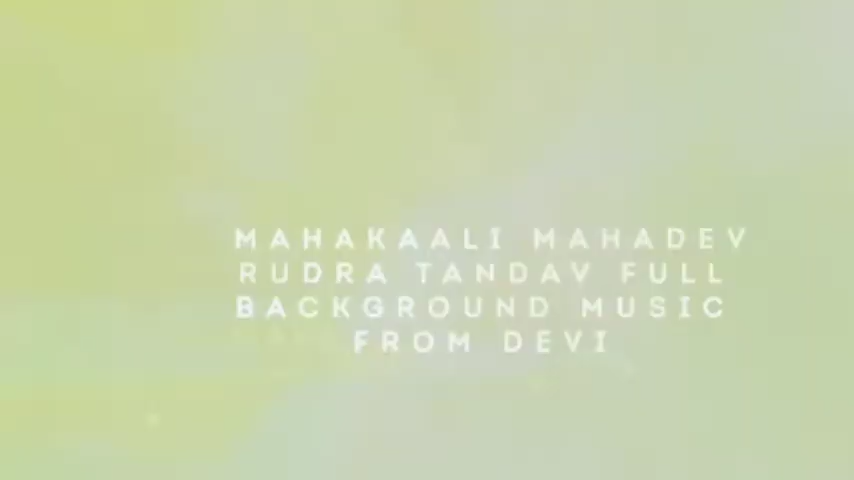 MAHAKAALI MAHADEV
RUDRA TANDAV FULL
BACKGROUND MUSIC
FROM DEVI